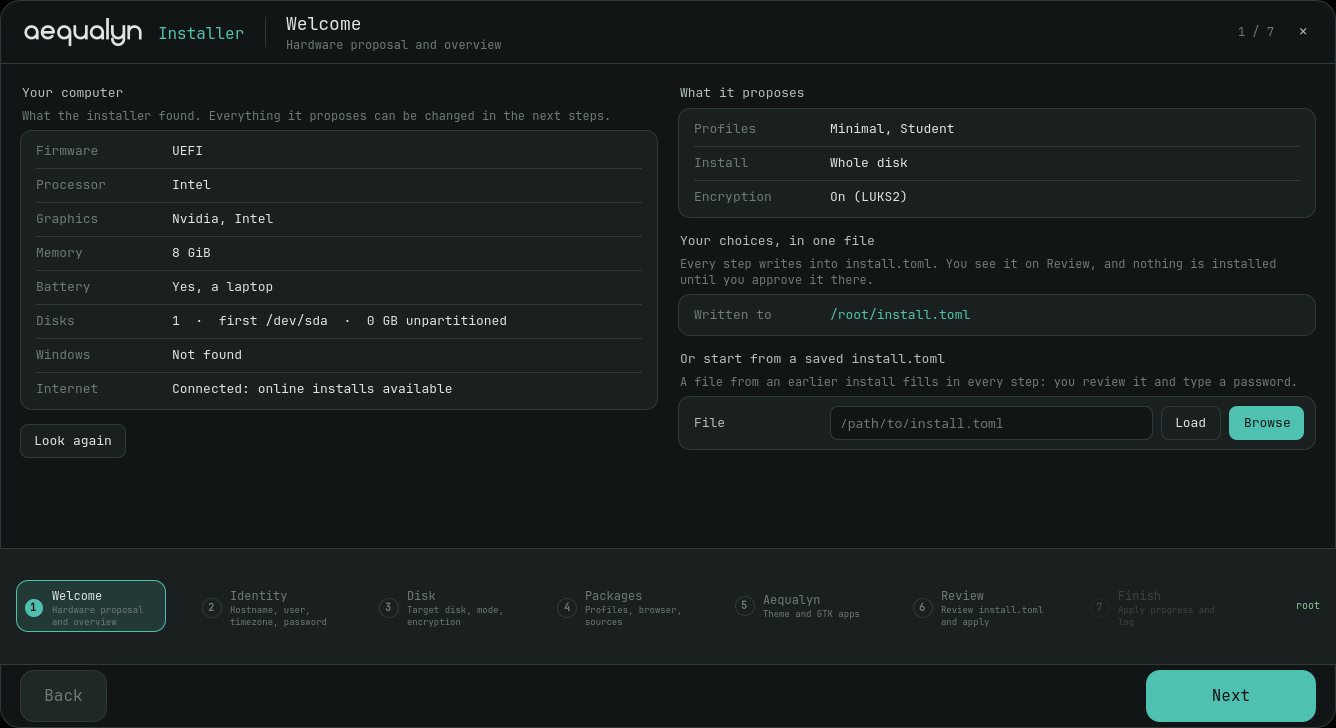 aequalyn Installer
Welcome
Hardware proposal and overview
1 / 7 ×
Your computer
What the installer found. Everything it proposes can be changed in the next steps.
Firmware UEFI
Processor Intel
Graphics Nvidia, Intel
Memory 8 GiB
Battery Yes, a laptop
Disks 1 · first /dev/sda · 0 GB unpartitioned
Windows Not found
Internet Connected: online installs available
Look again
What it proposes
Profiles Minimal, Student
Install Whole disk
Encryption On (LUKS2)
Your choices, in one file
Every step writes into install.toml. You see it on Review, and nothing is installed
until you approve it there.
Written to /root/install.toml
Or start from a saved install.toml
A file from an earlier install fills in every step: you review it and type a password.
File /path/to/install.toml Load Browse
1 Welcome
Hardware proposal
and overview
2 Identity
Hostname, user,
timezone, password
3 Disk
Target disk, mode,
encryption
4 Packages
Profiles, browser,
sources
5 Aequalyn
Theme and GTK apps
6 Review
Review install.toml
and apply
7 Finish
Apply progress and
log
root
Back Next